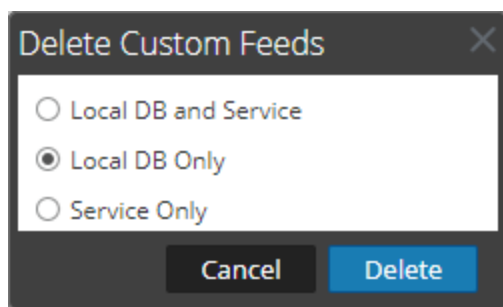 Delete Custom Feeds
Local DB and Service
Local DB Only
Service Only
Cancel Delete